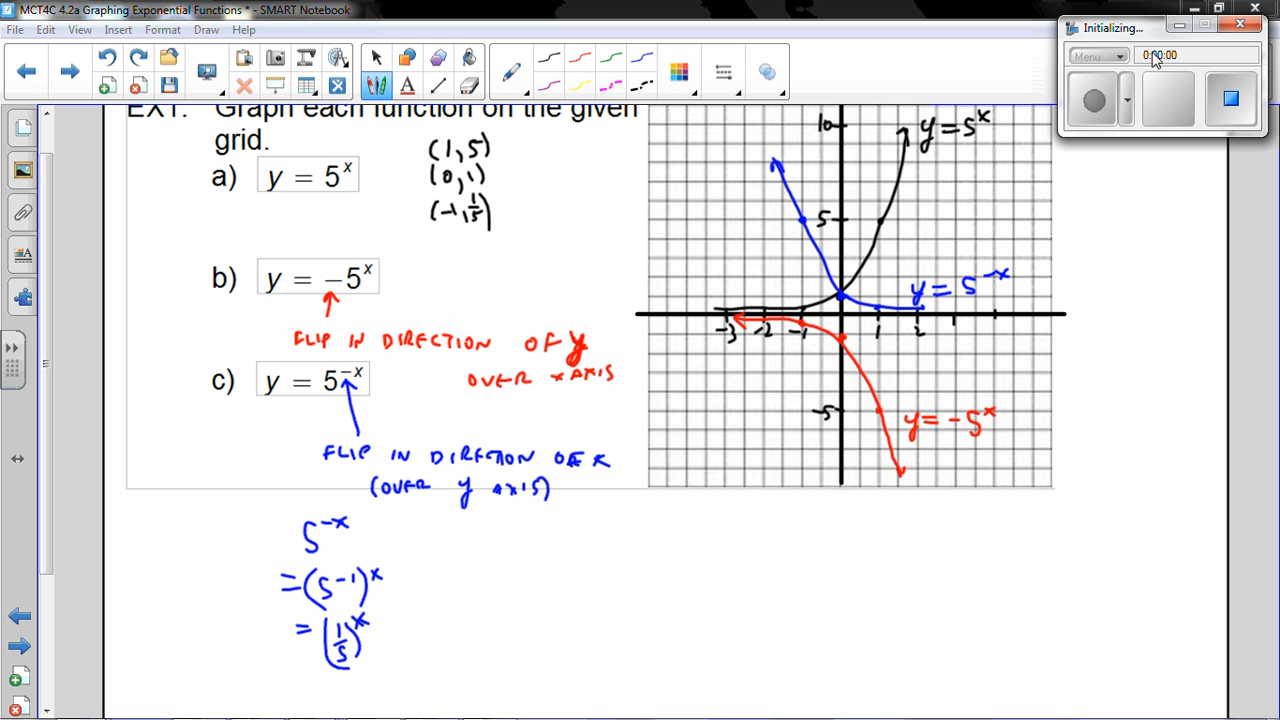 MCT4C 4.2a Graphing Exponential Functions * - SMART Notebook
File Edit View Insert Format Draw Help
Initializing...
Menu 0:00:00
EX1. Graph each function on the given
grid.
a) y = 5^x
(1, 5)
(0, 1)
(-1, 1/5)
b) y = -5^x
FLIP IN DIRECTION OF y
OVER x AXIS
c) y = 5^-x
FLIP IN DIRECTION OF x
(OVER y AXIS)
5^-x
= (5^-1)^x
= (1/5)^x
10
y = 5^x
5
y = 5^-x
-3 -2 -1 1 2
-5
y = -5^x